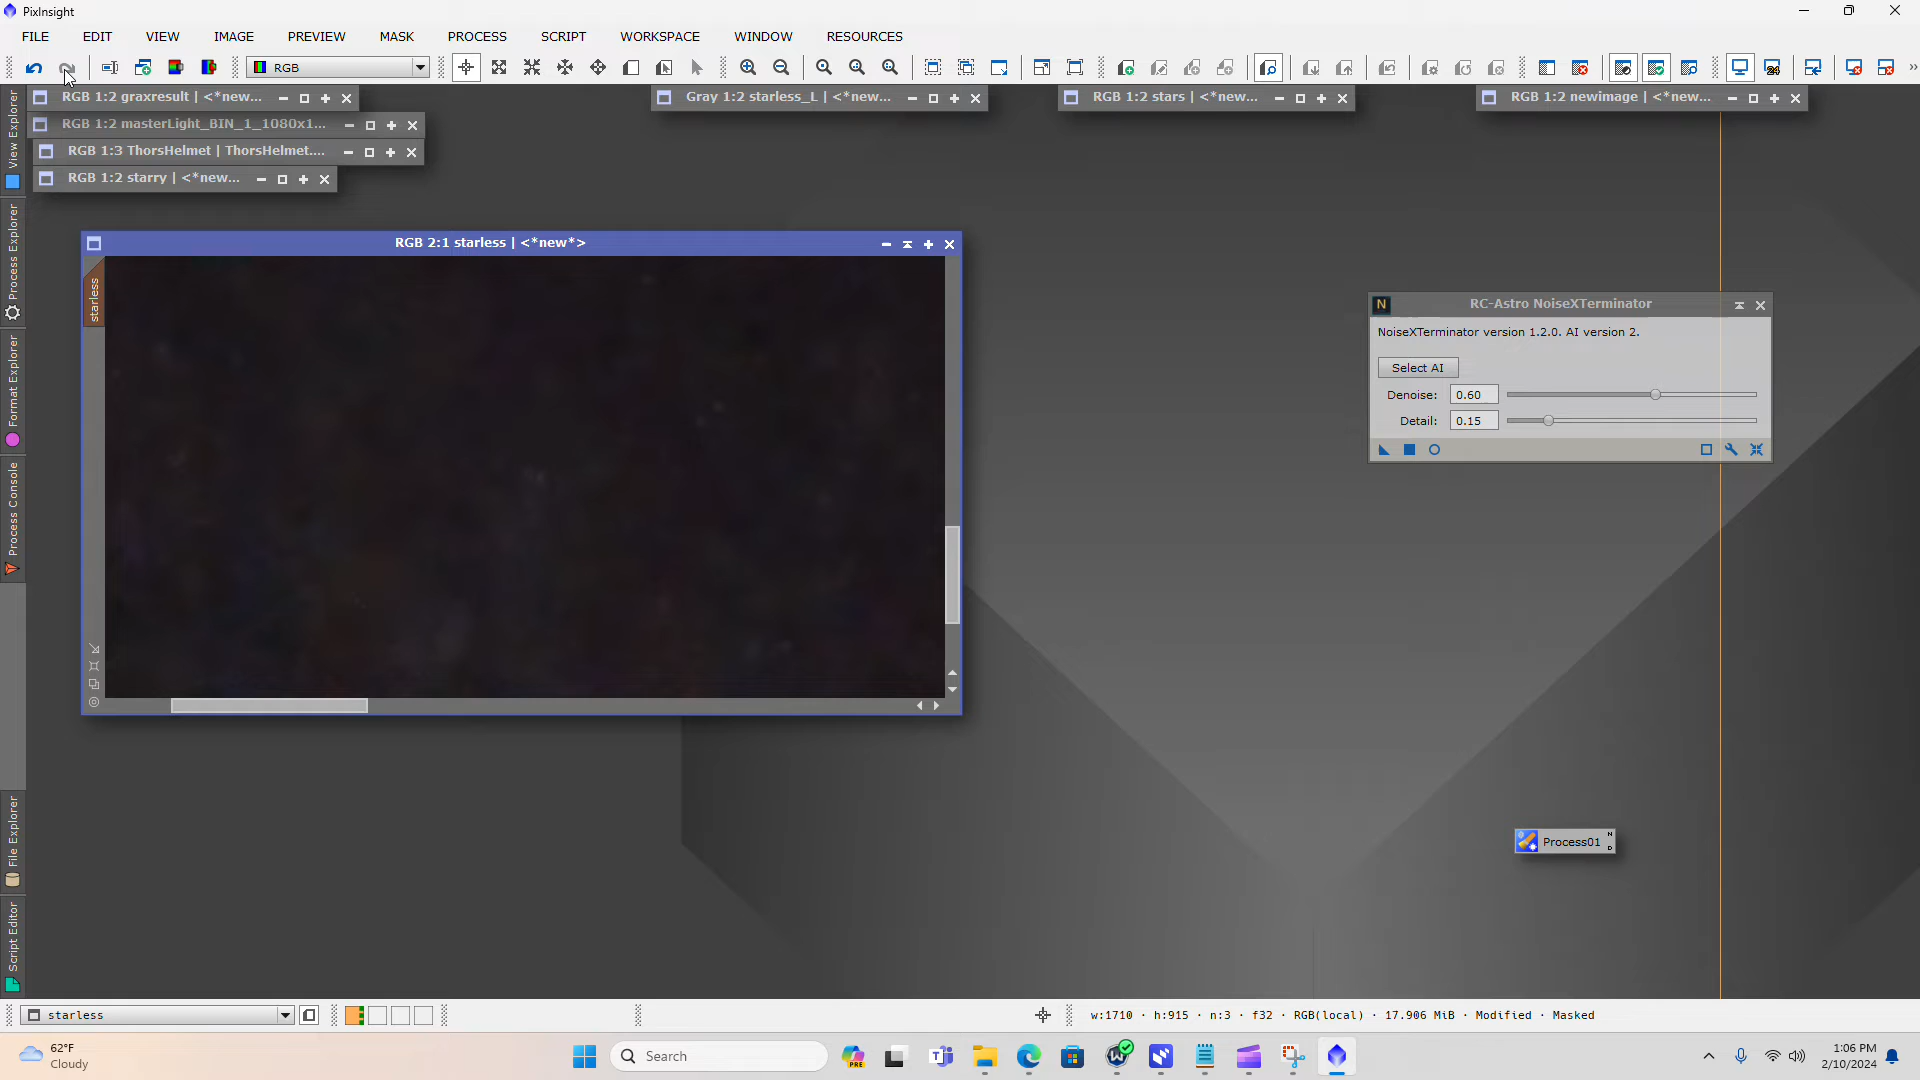 PixInsight
FILE EDIT VIEW IMAGE PREVIEW MASK PROCESS SCRIPT WORKSPACE WINDOW RESOURCES
RGB
24
RGB 1:2 graxresult | <*new...
Gray 1:2 starless_L | <*new...
RGB 1:2 stars | <*new...
RGB 1:2 newimage | <*new...
RGB 1:2 masterLight_BIN_1_1080x1...
RGB 1:3 ThorsHelmet | ThorsHelmet....
RGB 1:2 starry | <*new...
View Explorer
Process Explorer
Format Explorer
Process Console
File Explorer
Script Editor
RGB 2:1 starless | <*new*>
starless
N
RC-Astro NoiseXTerminator
NoiseXTerminator version 1.2.0. AI version 2.
Select AI
Denoise: 0.60
Detail: 0.15
Process01
N
D
starless
w:1710 · h:915 · n:3 · f32 · RGB(local) · 17.906 MiB · Modified · Masked
62°F
Cloudy
Search
PRE
1:06 PM
2/10/2024